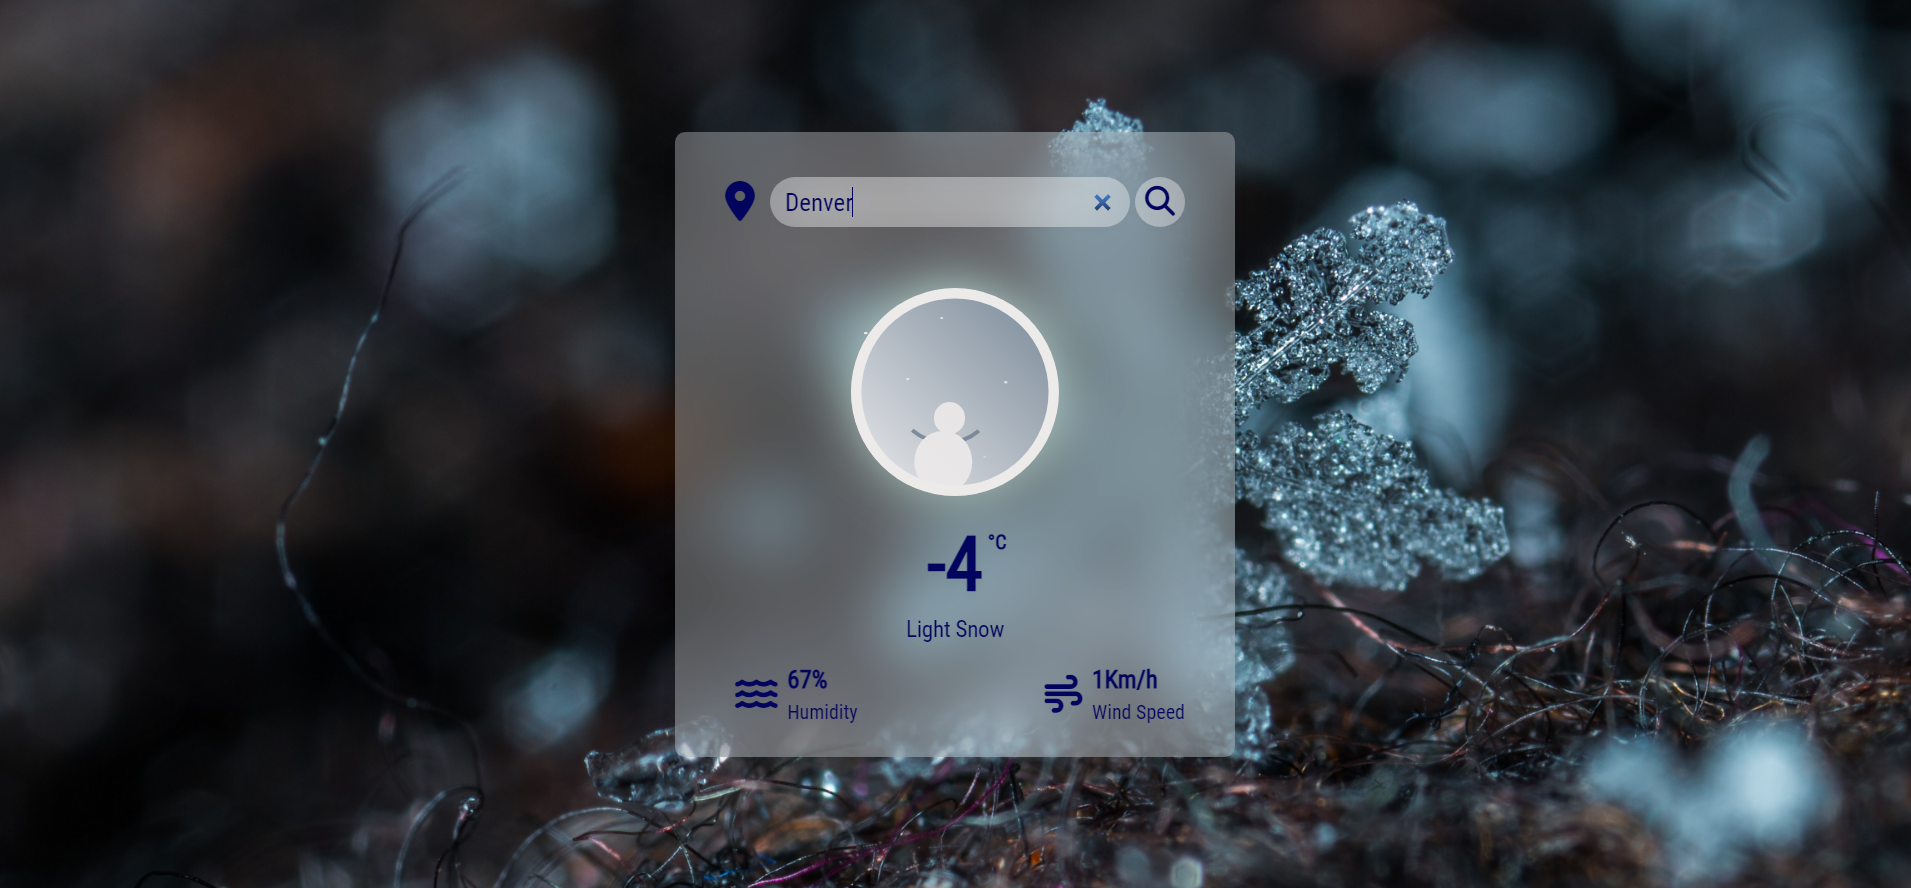 Denver
-4 °C
Light Snow
67%
Humidity
1Km/h
Wind Speed